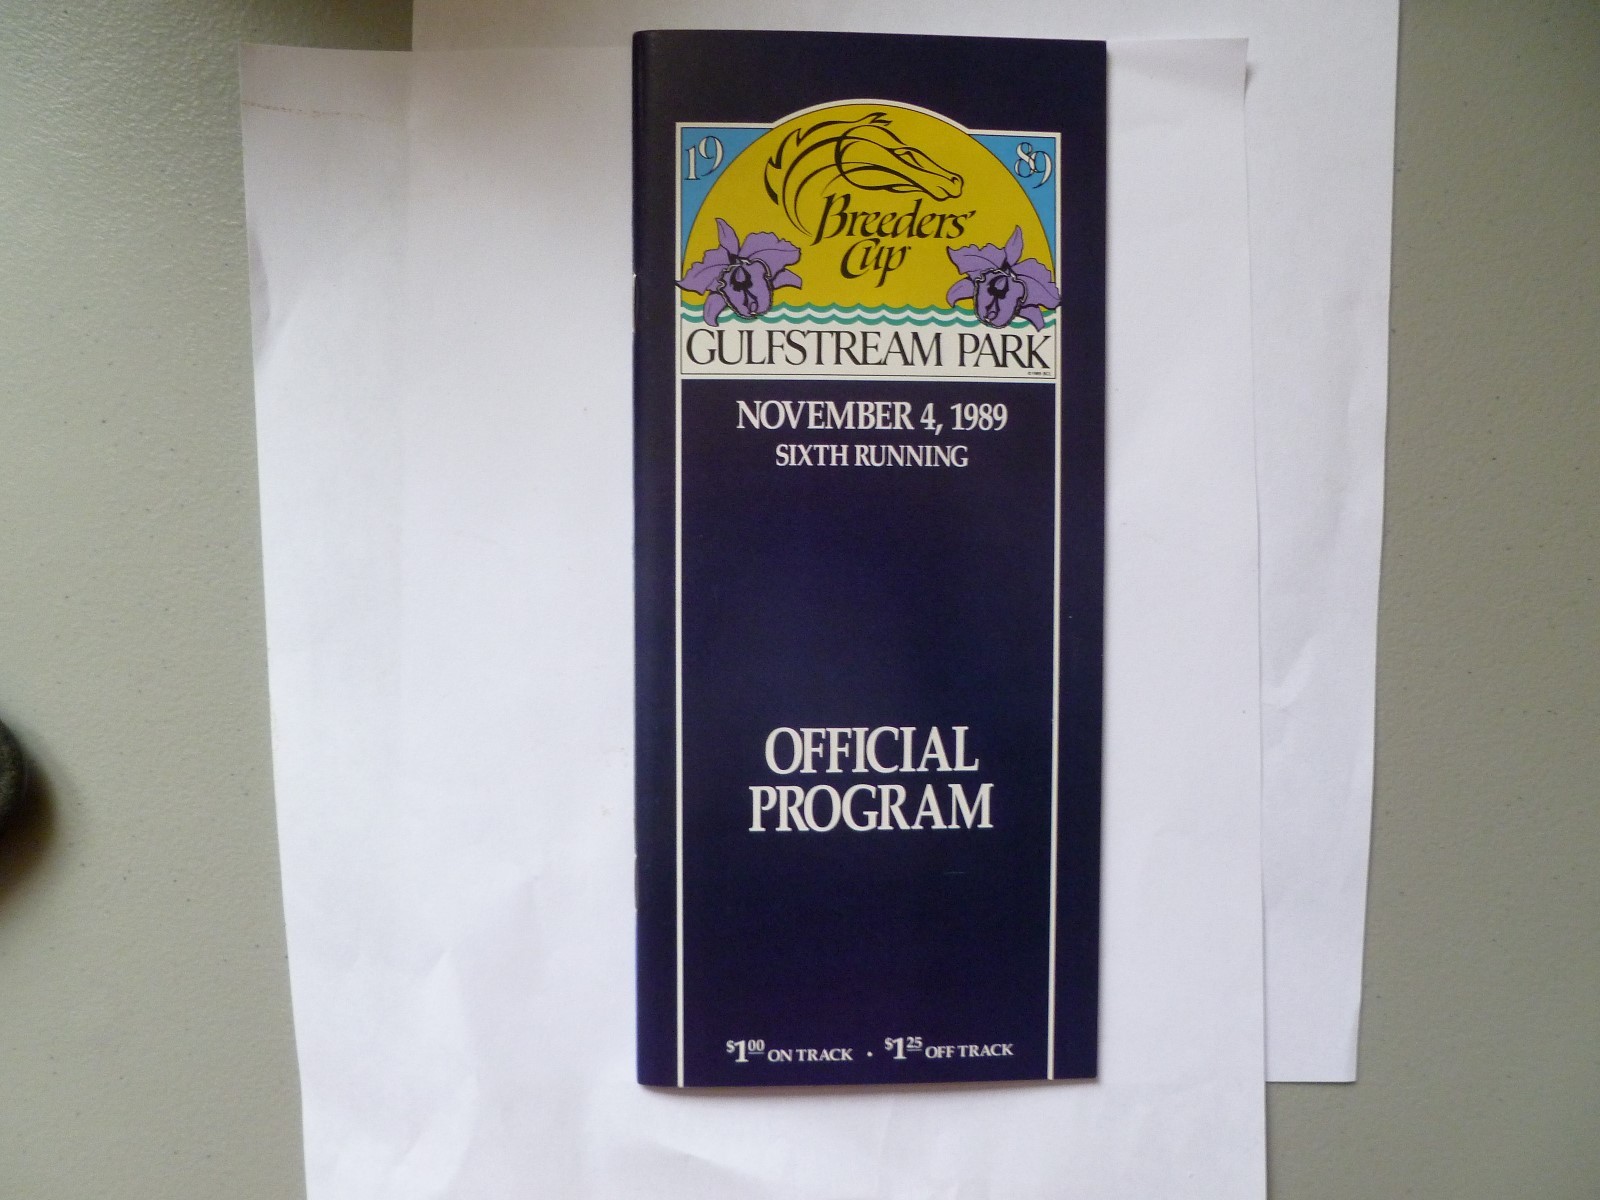 19 89
Breeders'
Cup
GULFSTREAM PARK
NOVEMBER 4, 1989
SIXTH RUNNING
OFFICIAL
PROGRAM
$1.00 ON TRACK • $1.25 OFF TRACK